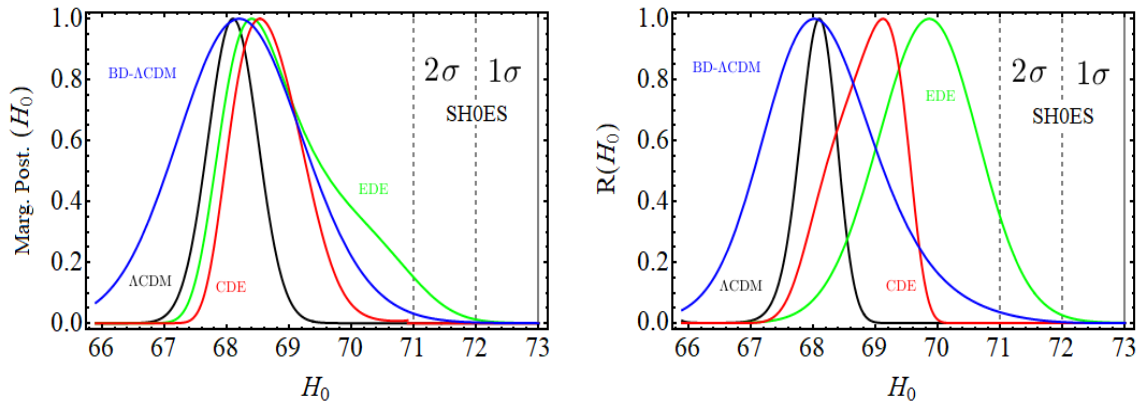 1.0
0.8
0.6
0.4
0.2
0.0
Marg. Post. (H₀)
BD-ΛCDM
2σ 1σ
SH0ES
EDE
ΛCDM
CDE
66 67 68 69 70 71 72 73
H₀
1.0
0.8
0.6
0.4
0.2
0.0
R(H₀)
BD-ΛCDM
EDE
2σ 1σ
SH0ES
ΛCDM
CDE
66 67 68 69 70 71 72 73
H₀